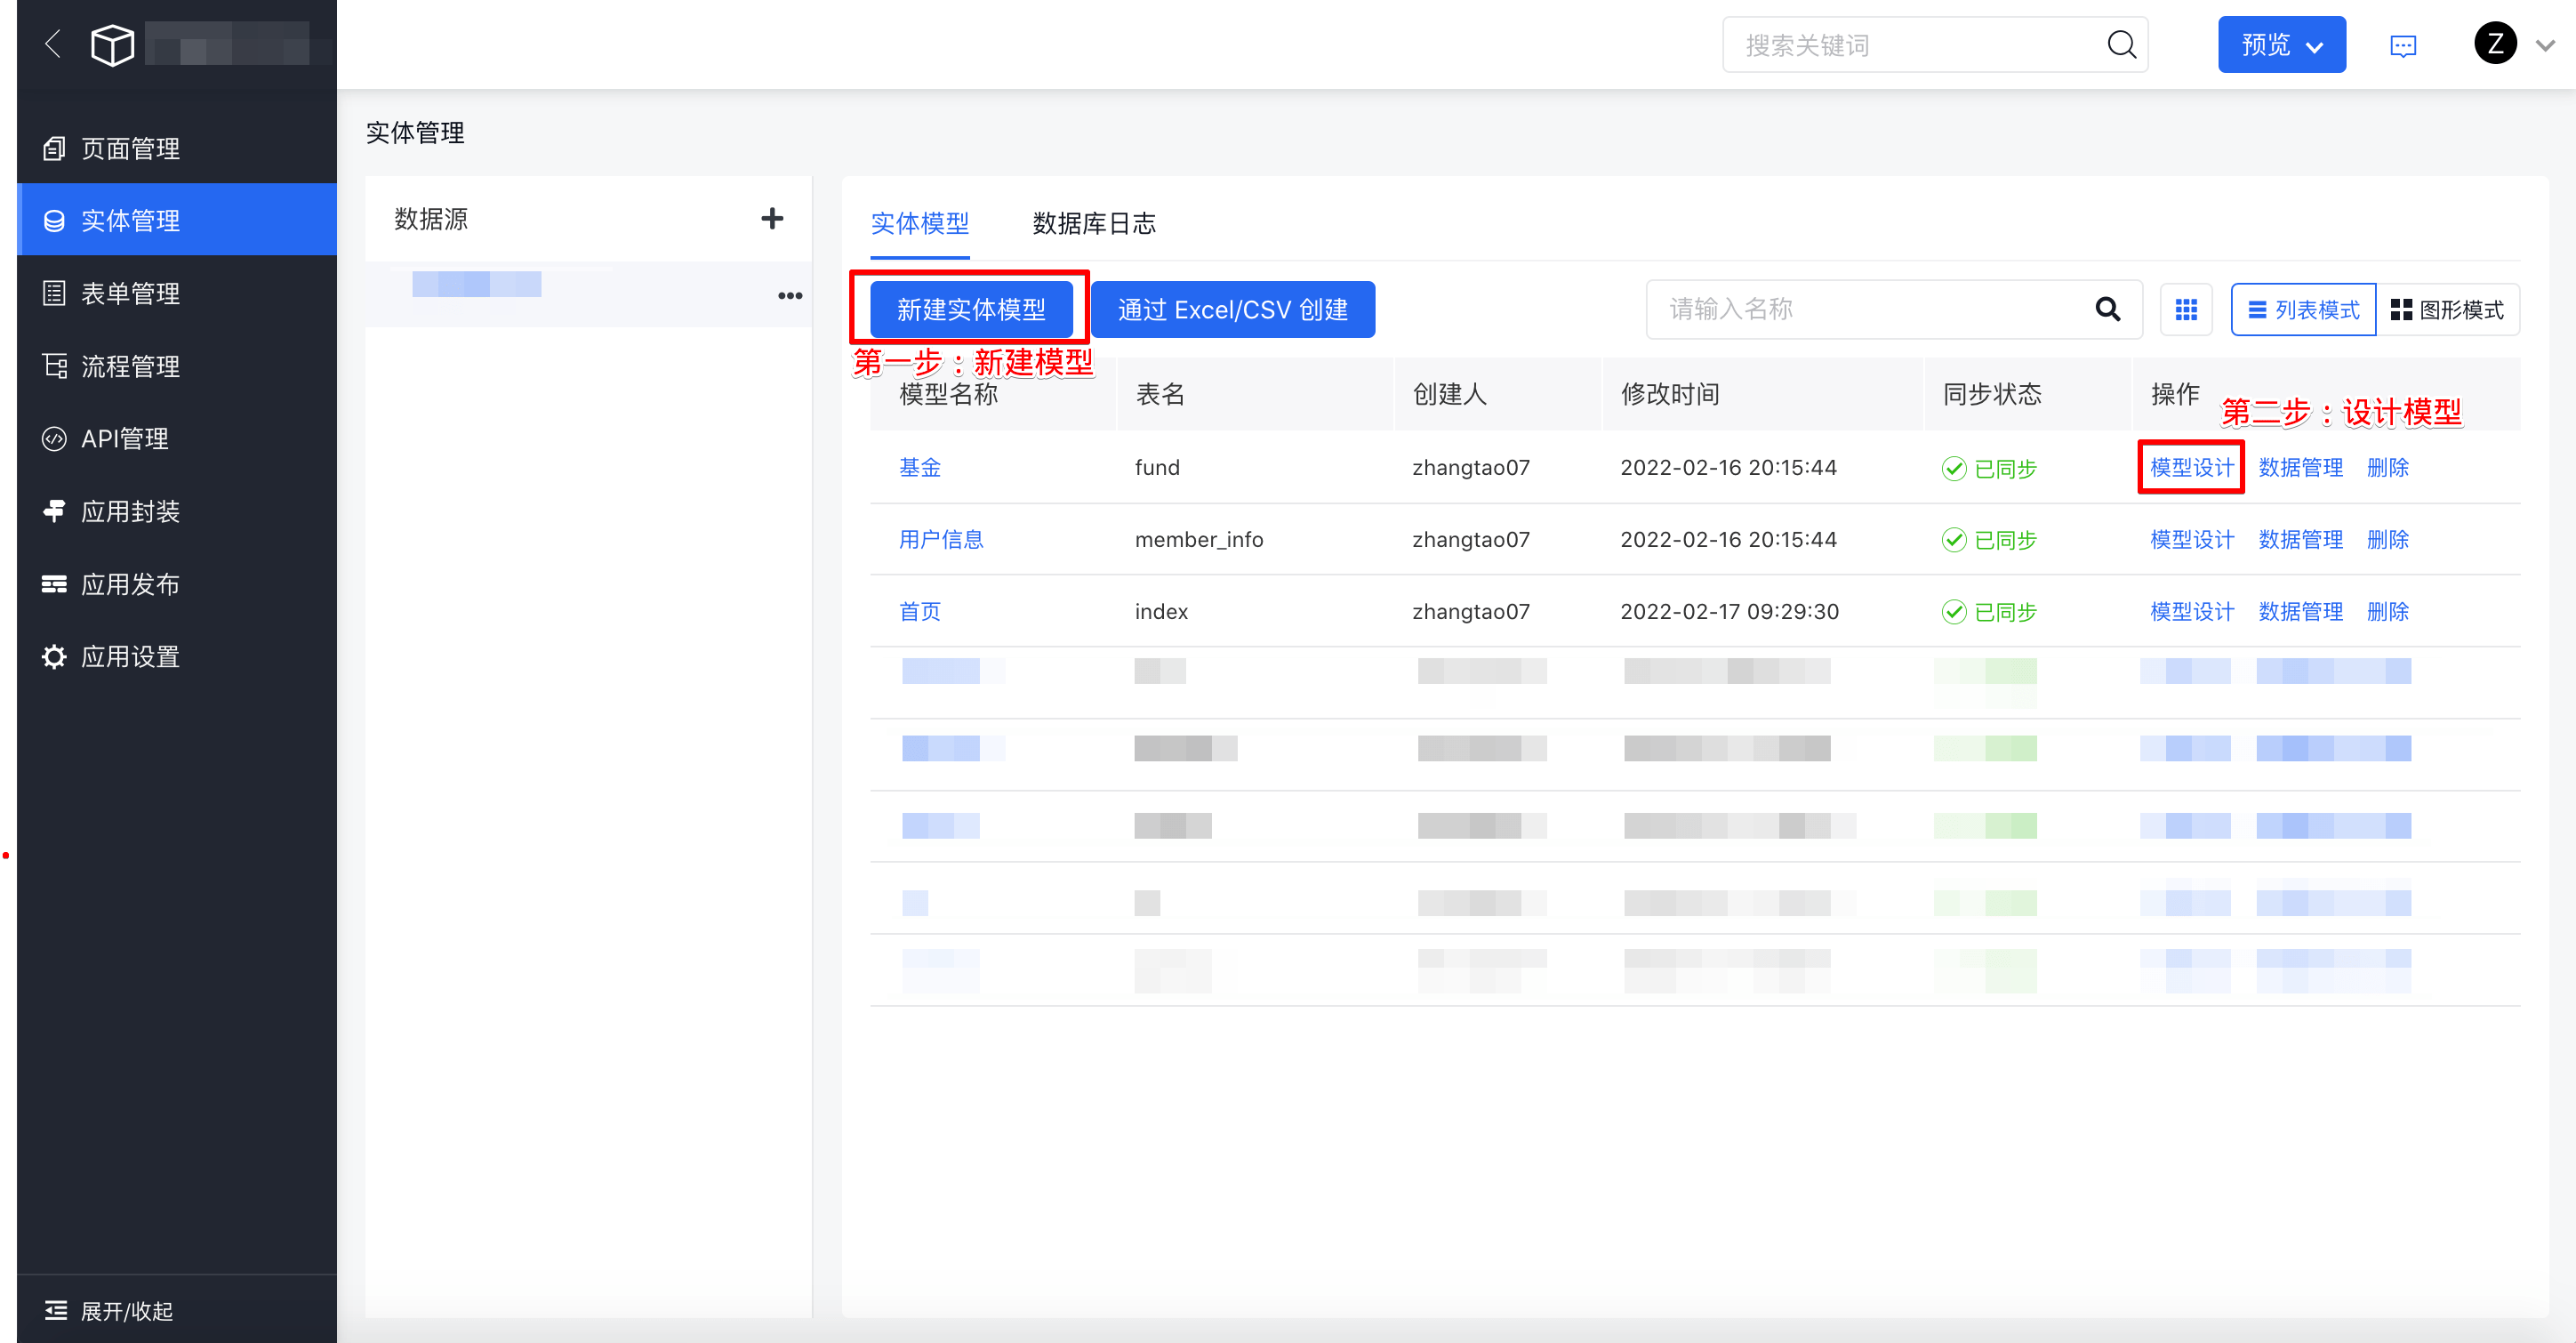 搜索关键词
预览
Z
页面管理
实体管理
表单管理
流程管理
API管理
应用封装
应用发布
应用设置
展开/收起
实体管理
数据源
实体模型 数据库日志
新建实体模型 通过 Excel/CSV 创建 请输入名称 列表模式 图形模式
第一步：新建模型
模型名称 表名 创建人 修改时间 同步状态 操作
第二步：设计模型
基金 fund zhangtao07 2022-02-16 20:15:44 已同步 模型设计 数据管理 删除
用户信息 member_info zhangtao07 2022-02-16 20:15:44 已同步 模型设计 数据管理 删除
首页 index zhangtao07 2022-02-17 09:29:30 已同步 模型设计 数据管理 删除